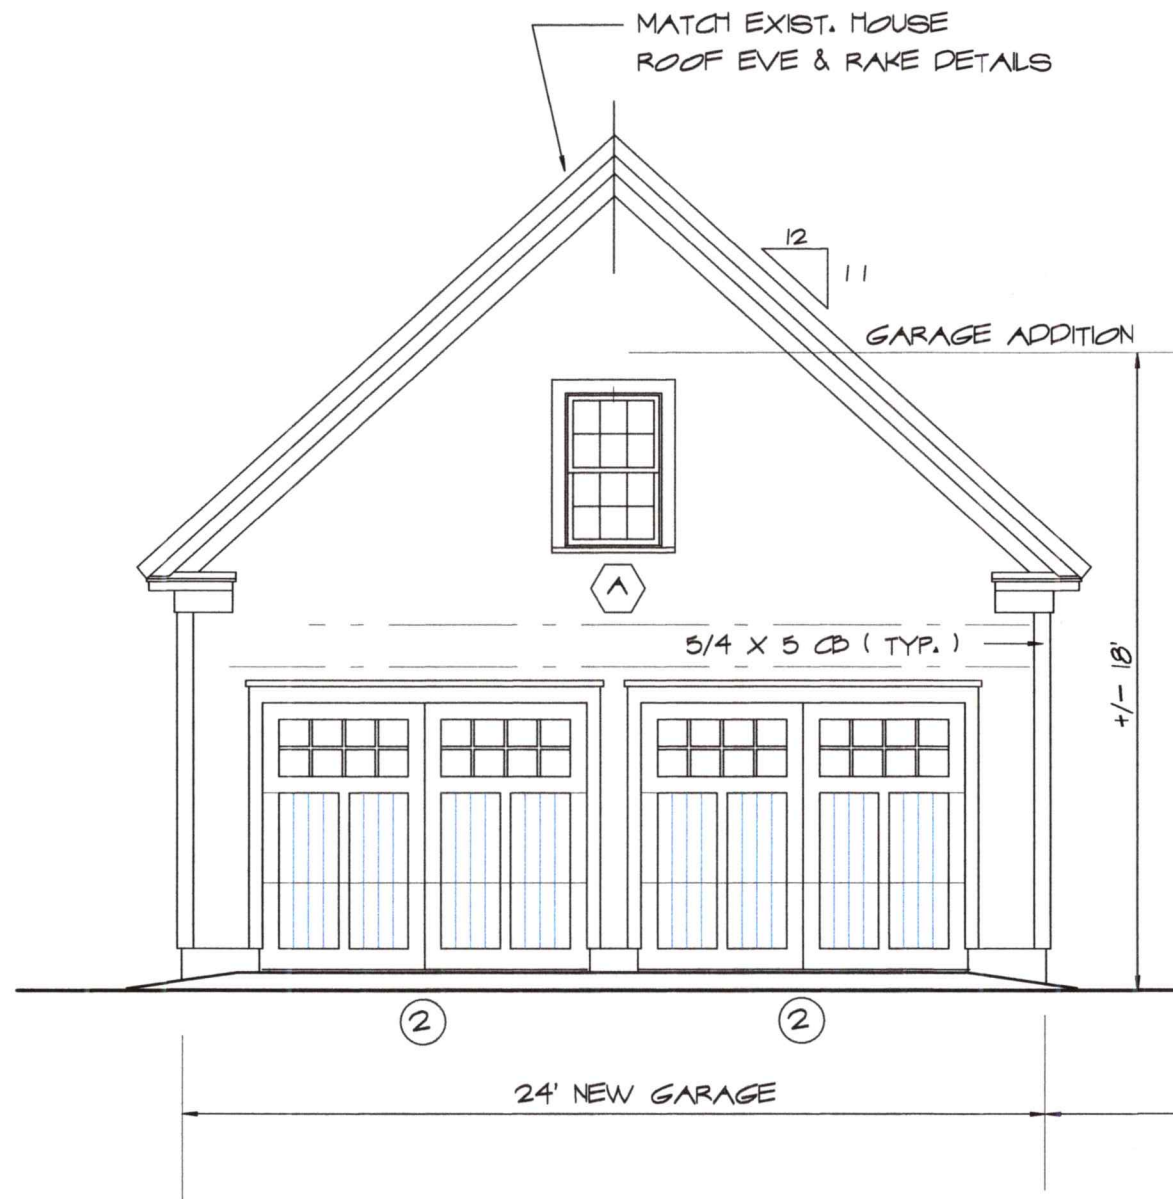 MATCH EXIST. HOUSE
ROOF EVE & RAKE DETAILS
12
11
GARAGE ADDITION
A
5/4 X 5 CB ( TYP. )
+/- 18'
2
2
24' NEW GARAGE